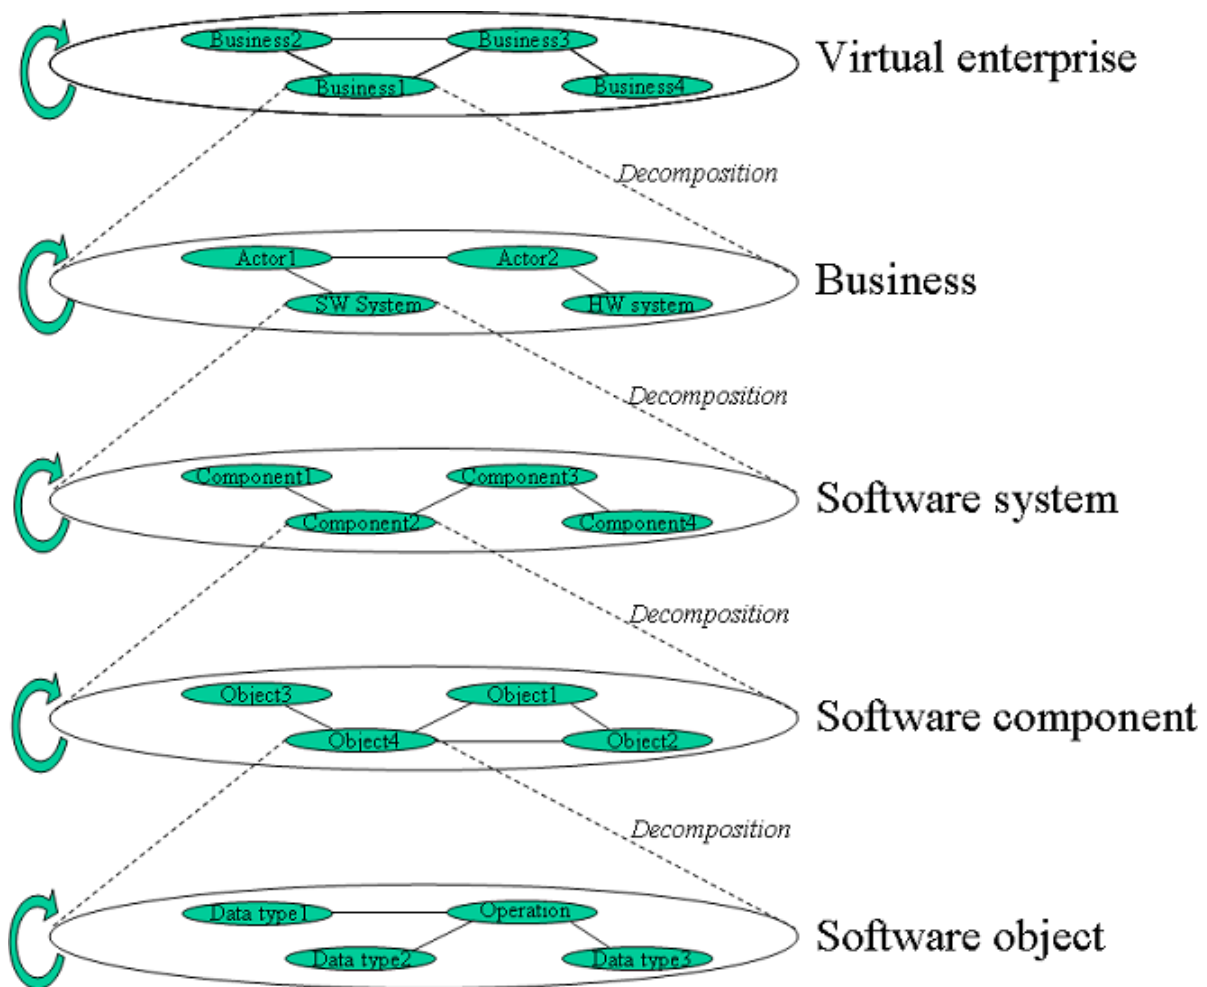 Business2
Business3
Virtual enterprise
Business1
Business4
Decomposition
Actor1
Actor2
Business
SW System
HW system
Decomposition
Component1
Component3
Software system
Component2
Component4
Decomposition
Object3
Object1
Software component
Object4
Object2
Decomposition
Data type1
Operation
Software object
Data type2
Data type3